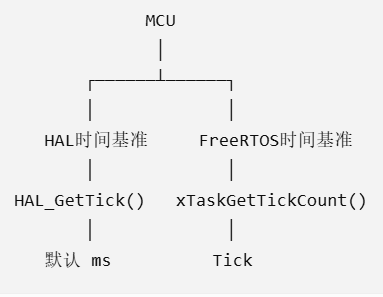 MCU
HAL时间基准 FreeRTOS时间基准
HAL_GetTick() xTaskGetTickCount()
默认 ms Tick